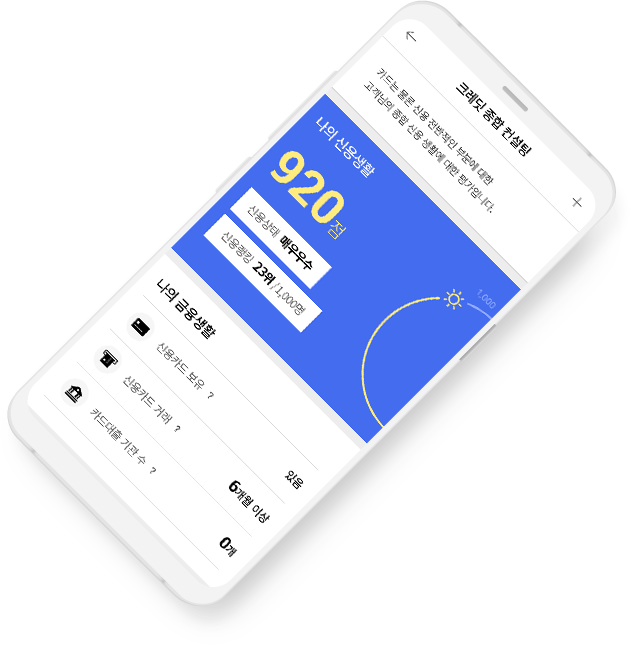 크레딧 종합 컨설팅
카드는 물론 신용 전반적인 부분에 대한
고객님의 종합 신용 생활에 대한 평가입니다.
나의 신용생활
920점
신용상태 매우우수
신용랭킹 23위 / 1,000명
1,000
나의 금융생활
신용카드 보유 ?
있음
신용카드 거래 ?
6개월 이상
카드대출 기관 수 ?
0개